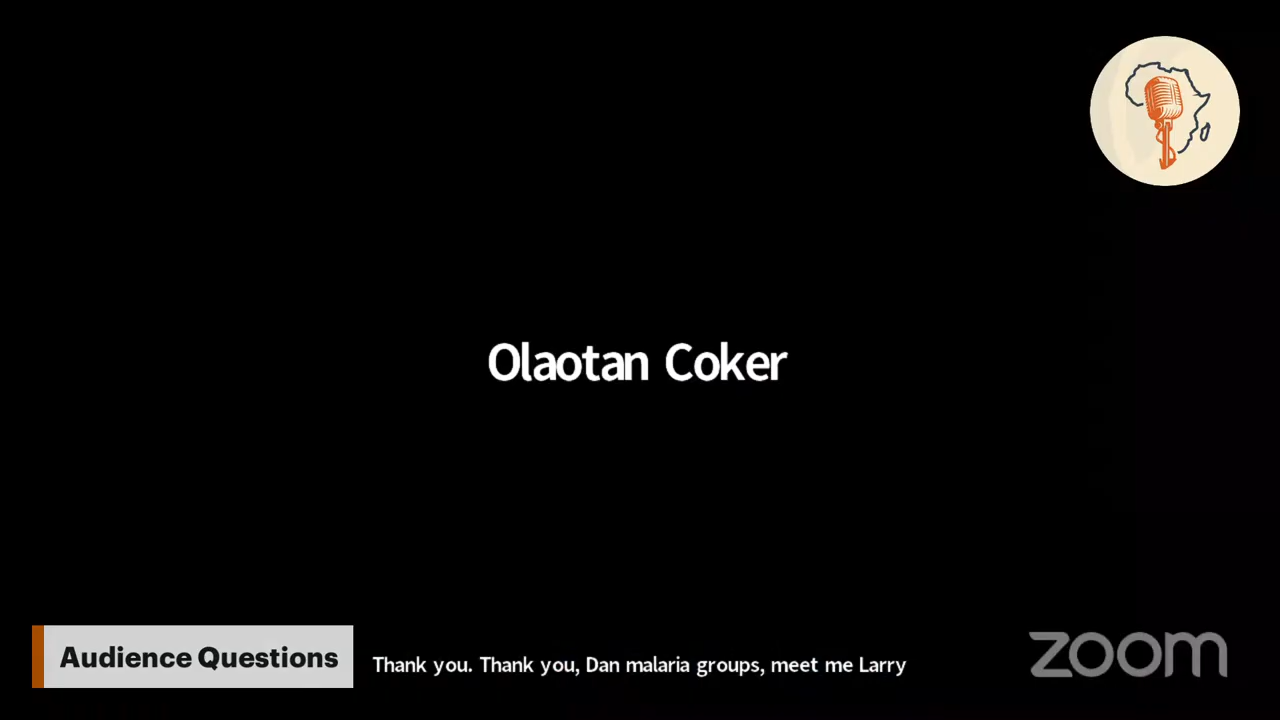 Olaotan Coker
Audience Questions
Thank you. Thank you, Dan malaria groups, meet me Larry
zoom